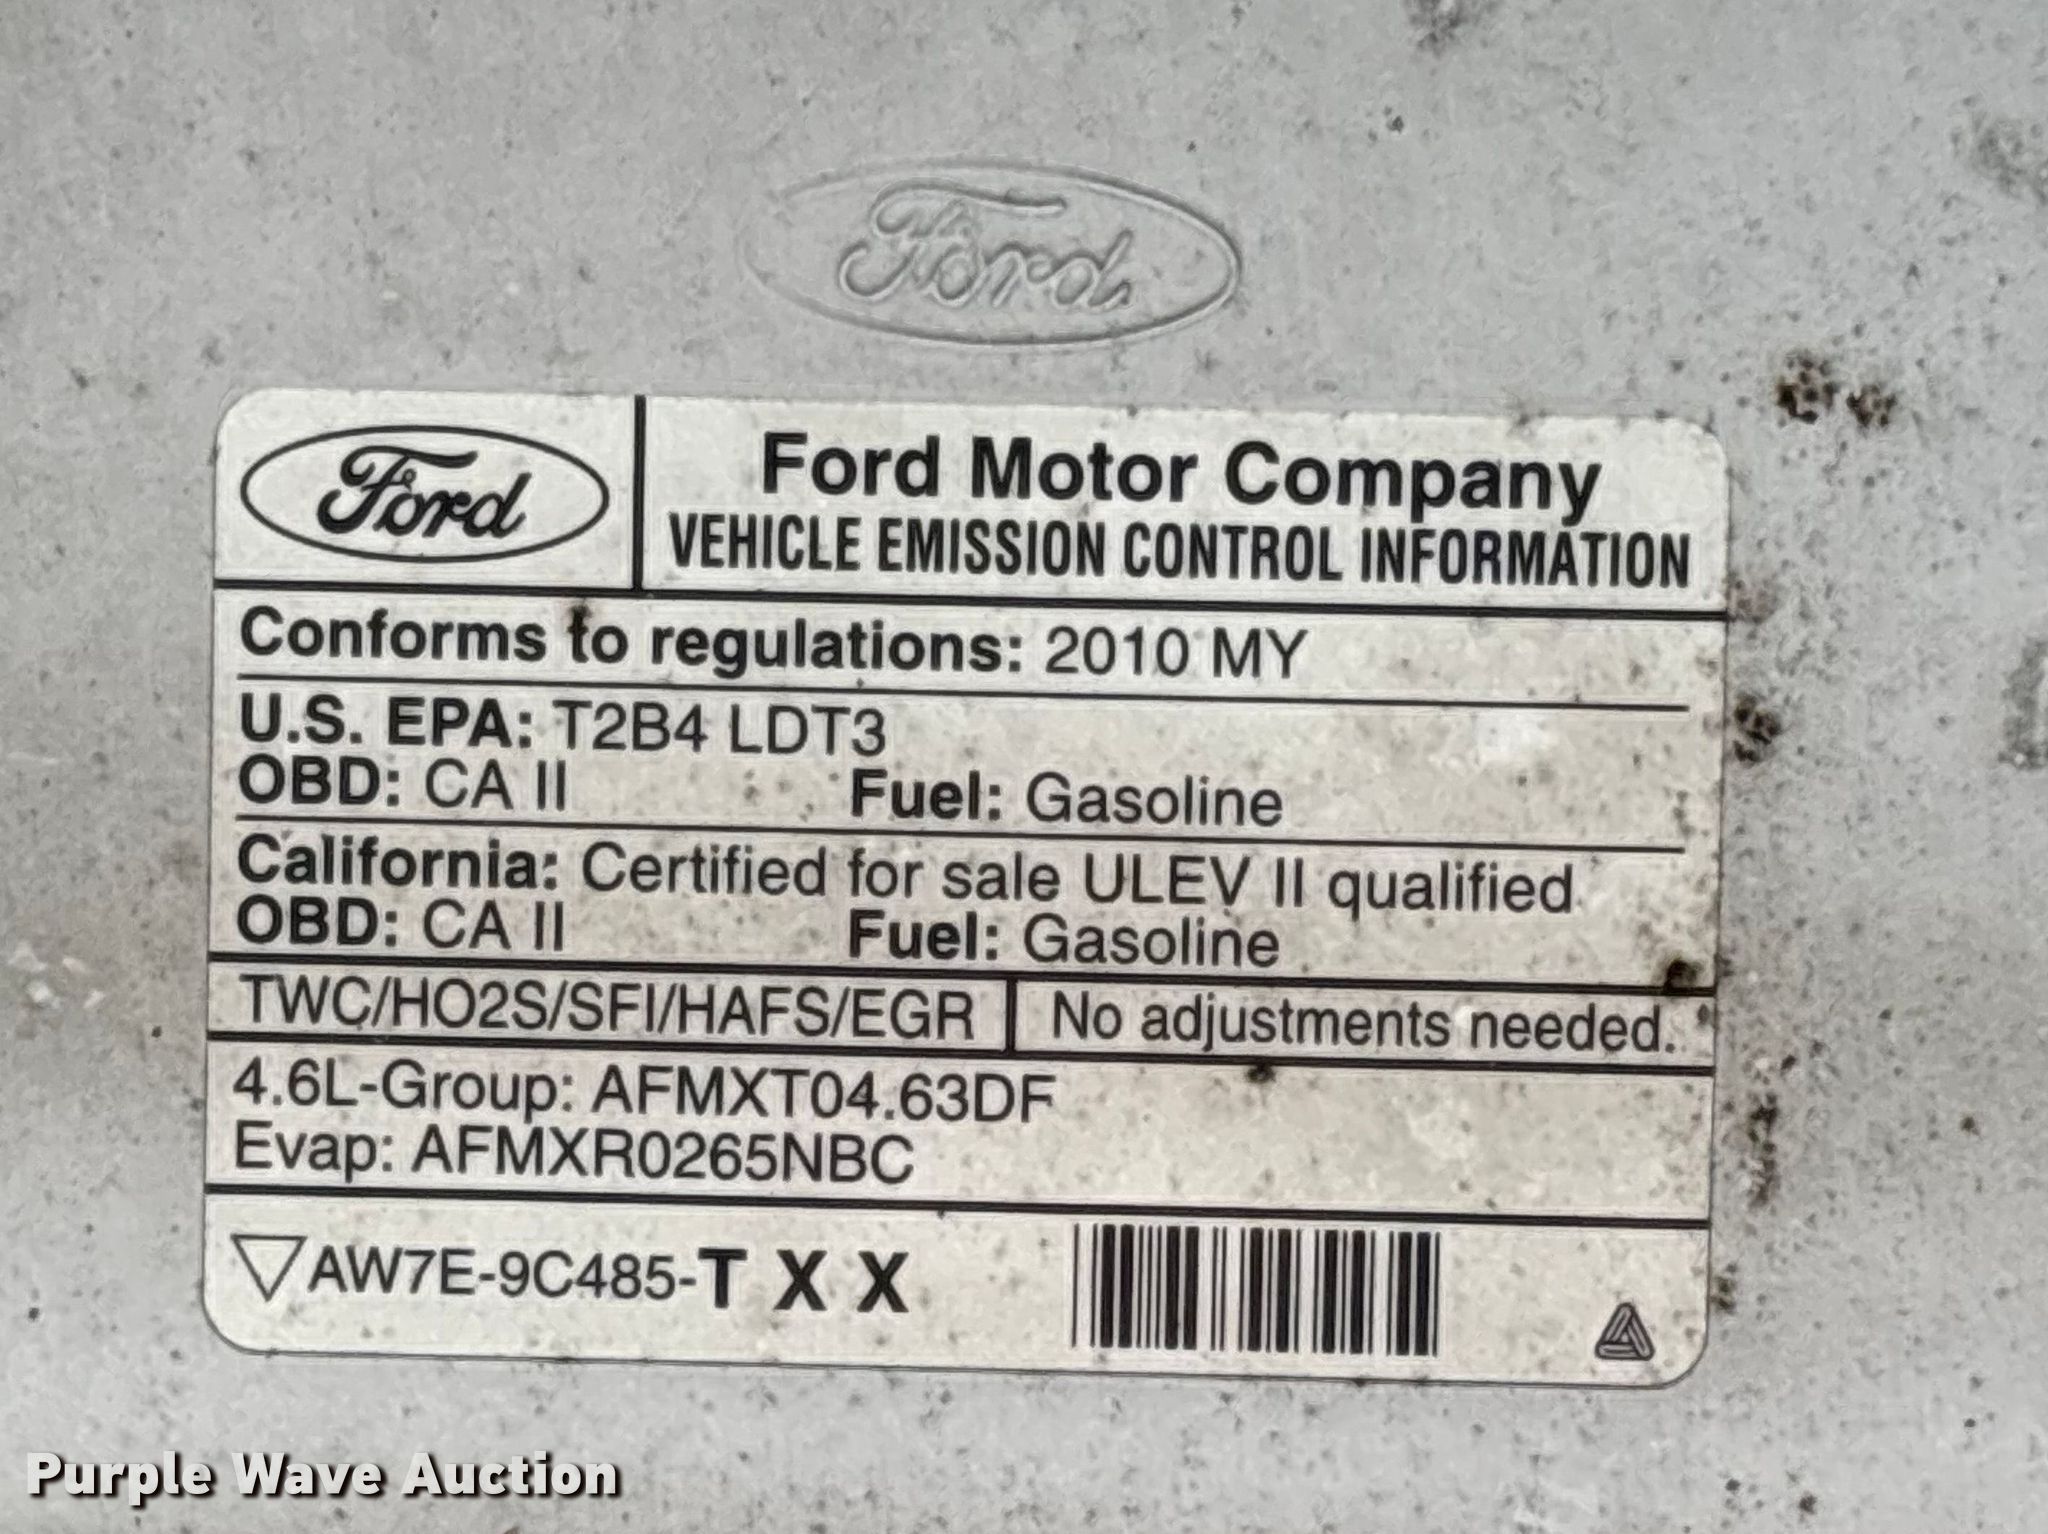 Ford
Ford
Ford Motor Company
VEHICLE EMISSION CONTROL INFORMATION
Conforms to regulations: 2010 MY
U.S. EPA: T2B4 LDT3
OBD: CA II Fuel: Gasoline
California: Certified for sale ULEV II qualified
OBD: CA II Fuel: Gasoline
TWC/HO2S/SFI/HAFS/EGR No adjustments needed.
4.6L-Group: AFMXT04.63DF
Evap: AFMXR0265NBC
AW7E-9C485-T X X
Purple Wave Auction